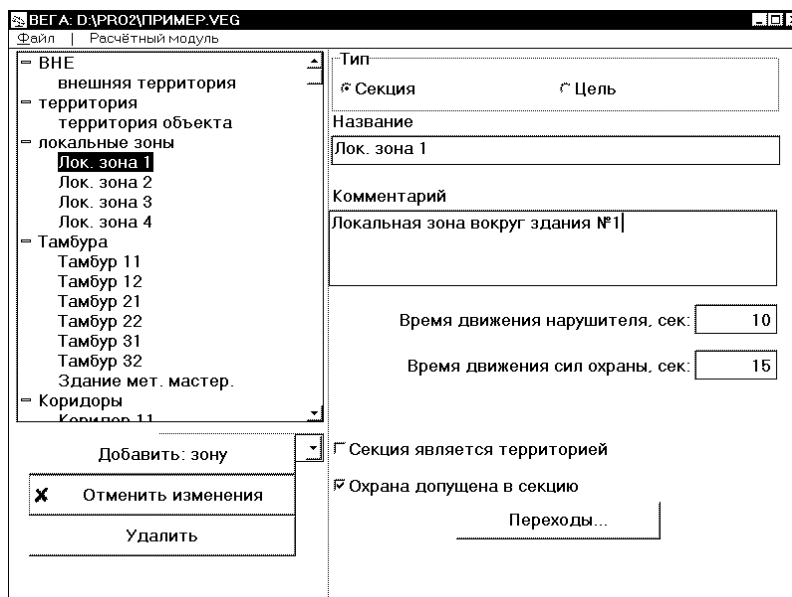 ВЕГА: D:\PRO2\ПРИМЕР.VEG
Файл | Расчётный модуль
ВНЕ
внешняя территория
территория
территория объекта
локальные зоны
Лок. зона 1
Лок. зона 2
Лок. зона 3
Лок. зона 4
Тамбура
Тамбур 11
Тамбур 12
Тамбур 21
Тамбур 22
Тамбур 31
Тамбур 32
Здание мет. мастер.
Коридоры
Коридор 11
Добавить: зону
Отменить изменения
Удалить
Тип
Секция Цель
Название
Лок. зона 1
Комментарий
Локальная зона вокруг здания №1
Время движения нарушителя, сек: 10
Время движения сил охраны, сек: 15
Секция является территорией
Охрана допущена в секцию
Переходы...